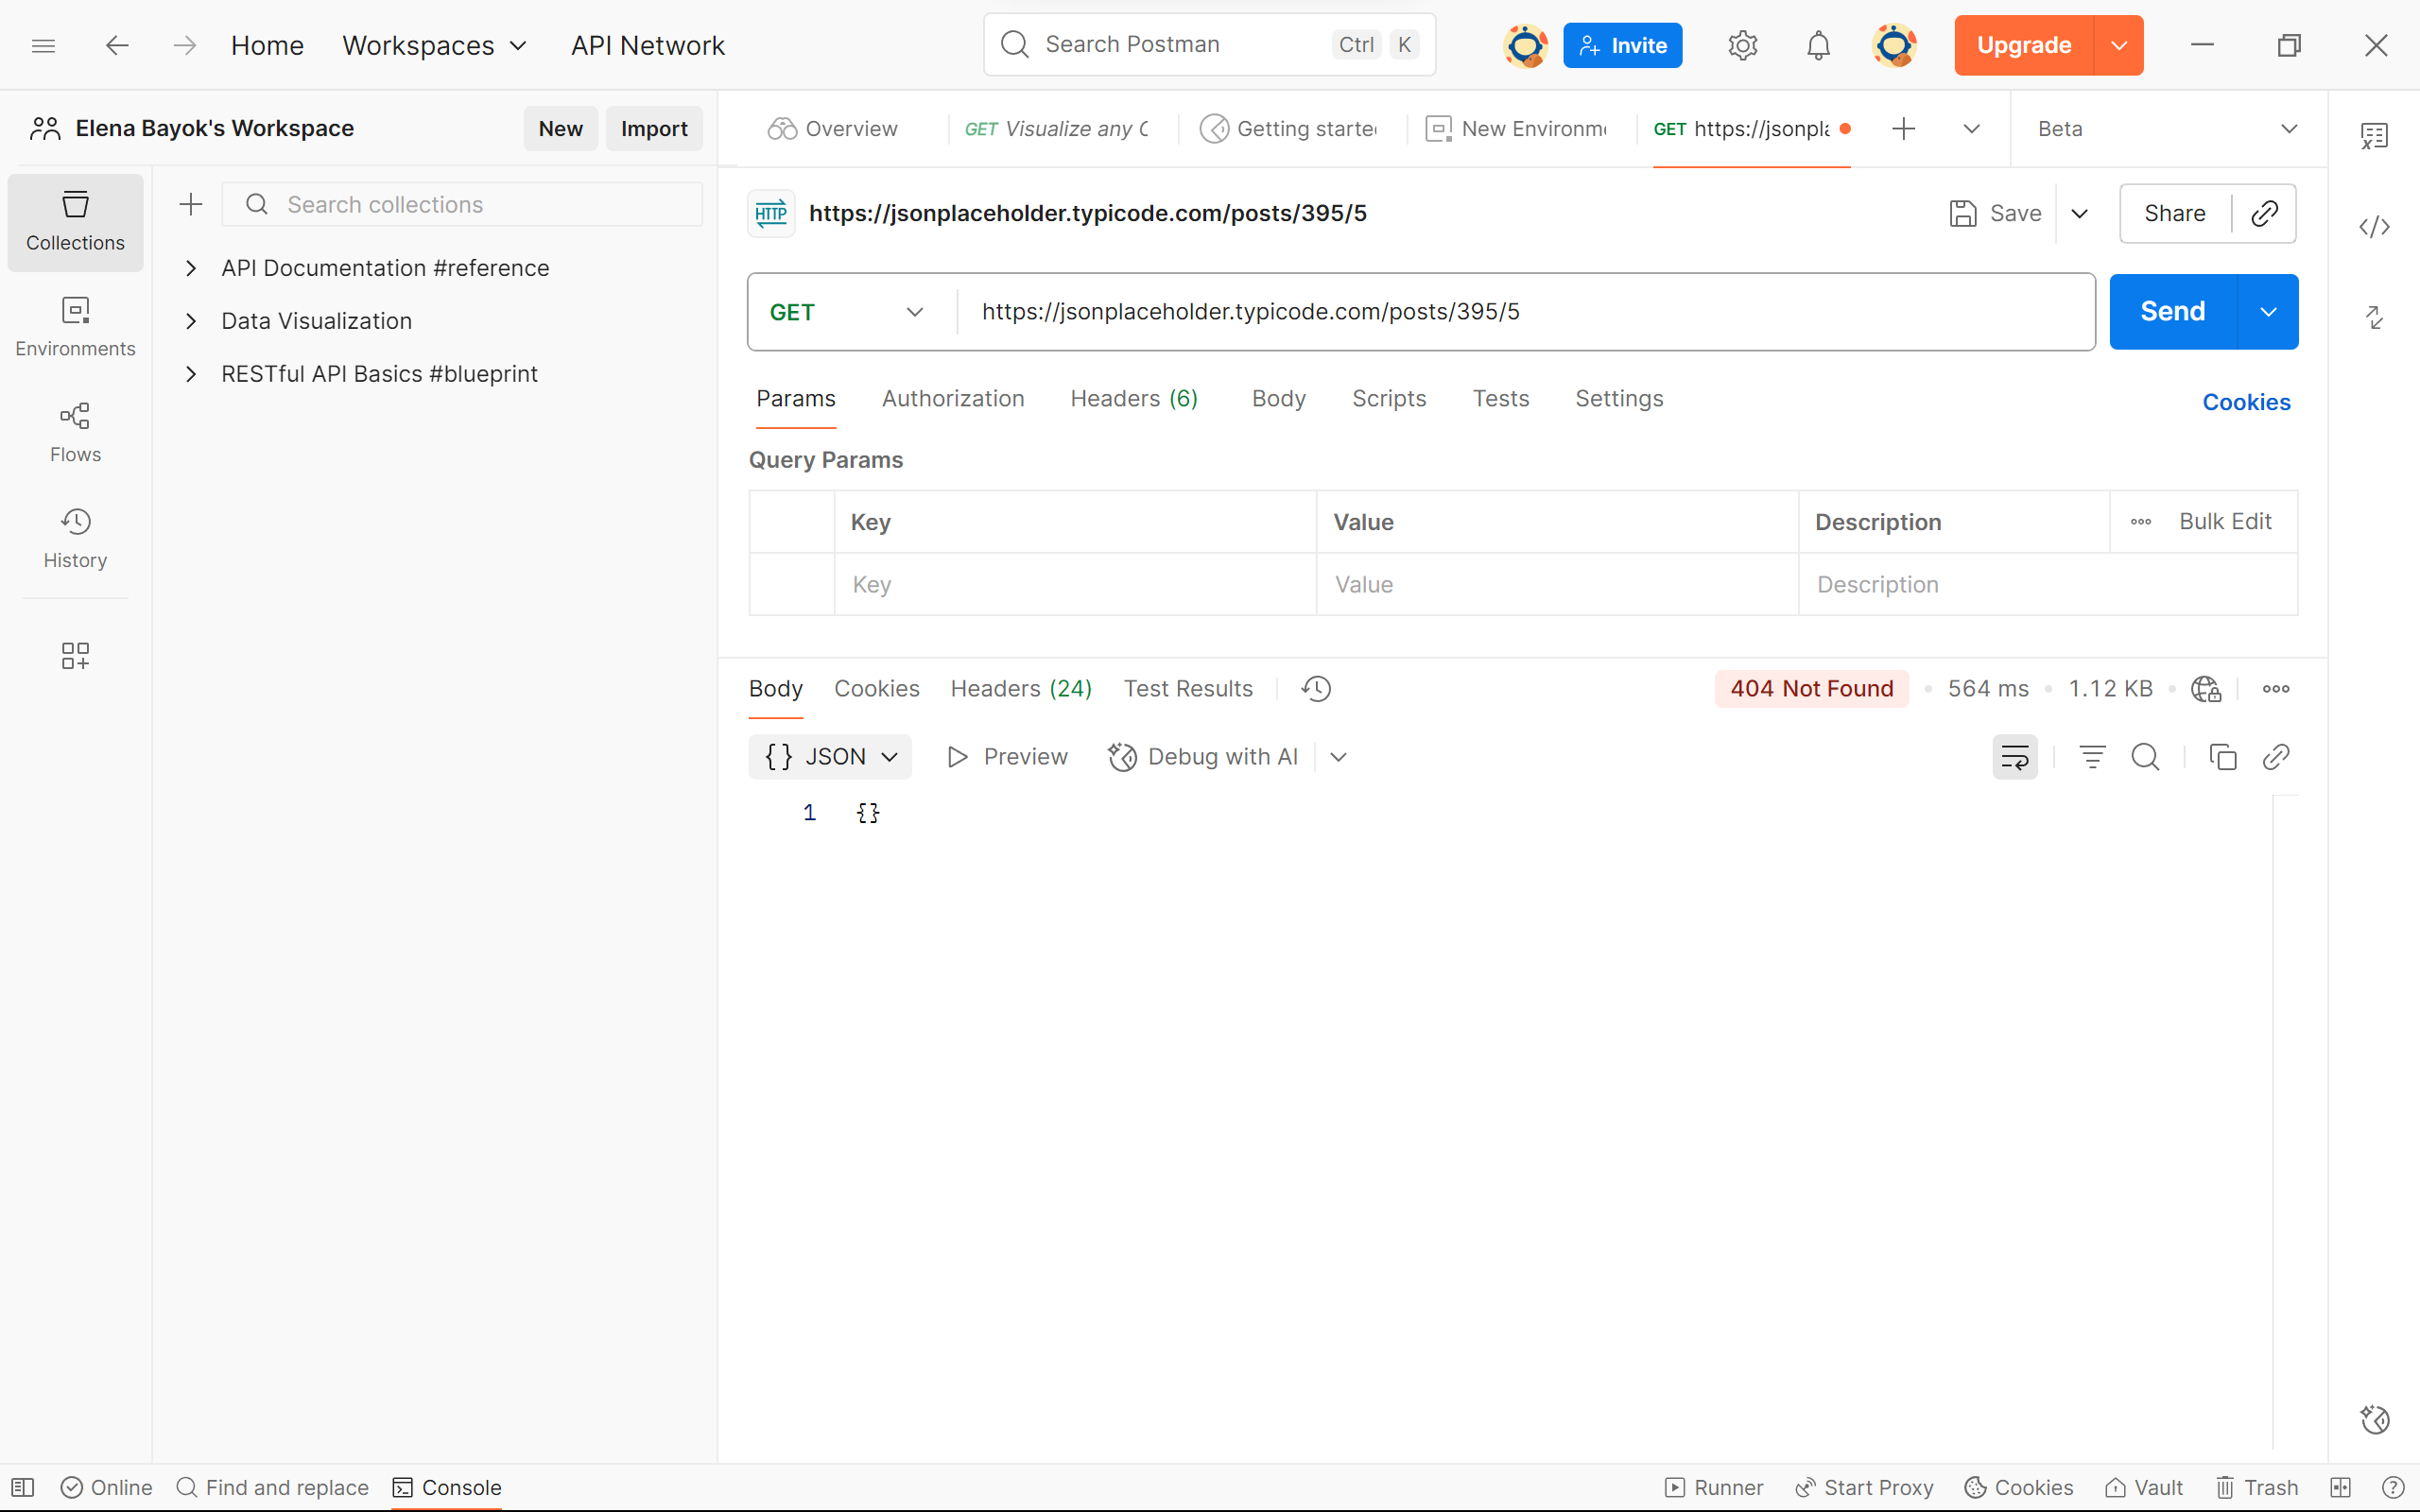 Home
Workspaces
API Network
Search Postman
Ctrl
K
Invite
Upgrade
Elena Bayok's Workspace
New
Import
Overview
GET Visualize any C
Getting starte
New Environm
GET https://jsonpla
Beta
Collections
Environments
Flows
History
Search collections
API Documentation #reference
Data Visualization
RESTful API Basics #blueprint
HTTP
https://jsonplaceholder.typicode.com/posts/395/5
Save
Share
GET
https://jsonplaceholder.typicode.com/posts/395/5
Send
Params
Authorization
Headers (6)
Body
Scripts
Tests
Settings
Cookies
Query Params
Key
Value
Description
Bulk Edit
Key
Value
Description
Body
Cookies
Headers (24)
Test Results
404 Not Found
564 ms
1.12 KB
{} JSON
Preview
Debug with AI
1 {}
Online
Find and replace
Console
Runner
Start Proxy
Cookies
Vault
Trash